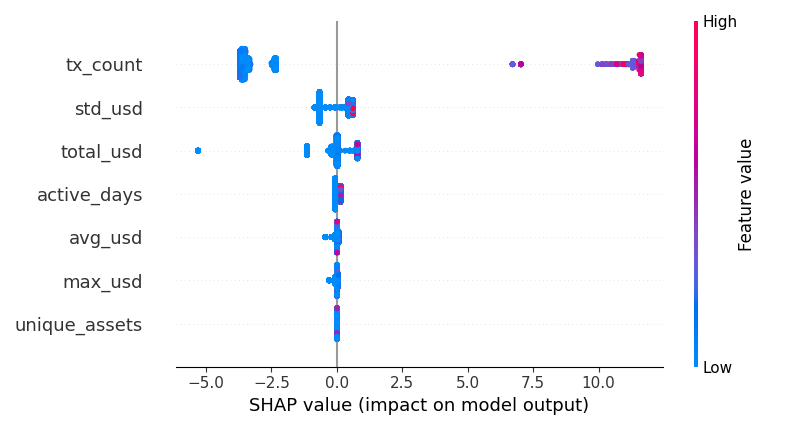 High
tx_count
std_usd
total_usd
active_days
avg_usd
max_usd
unique_assets
Feature value
Low
−5.0 −2.5 0.0 2.5 5.0 7.5 10.0
SHAP value (impact on model output)